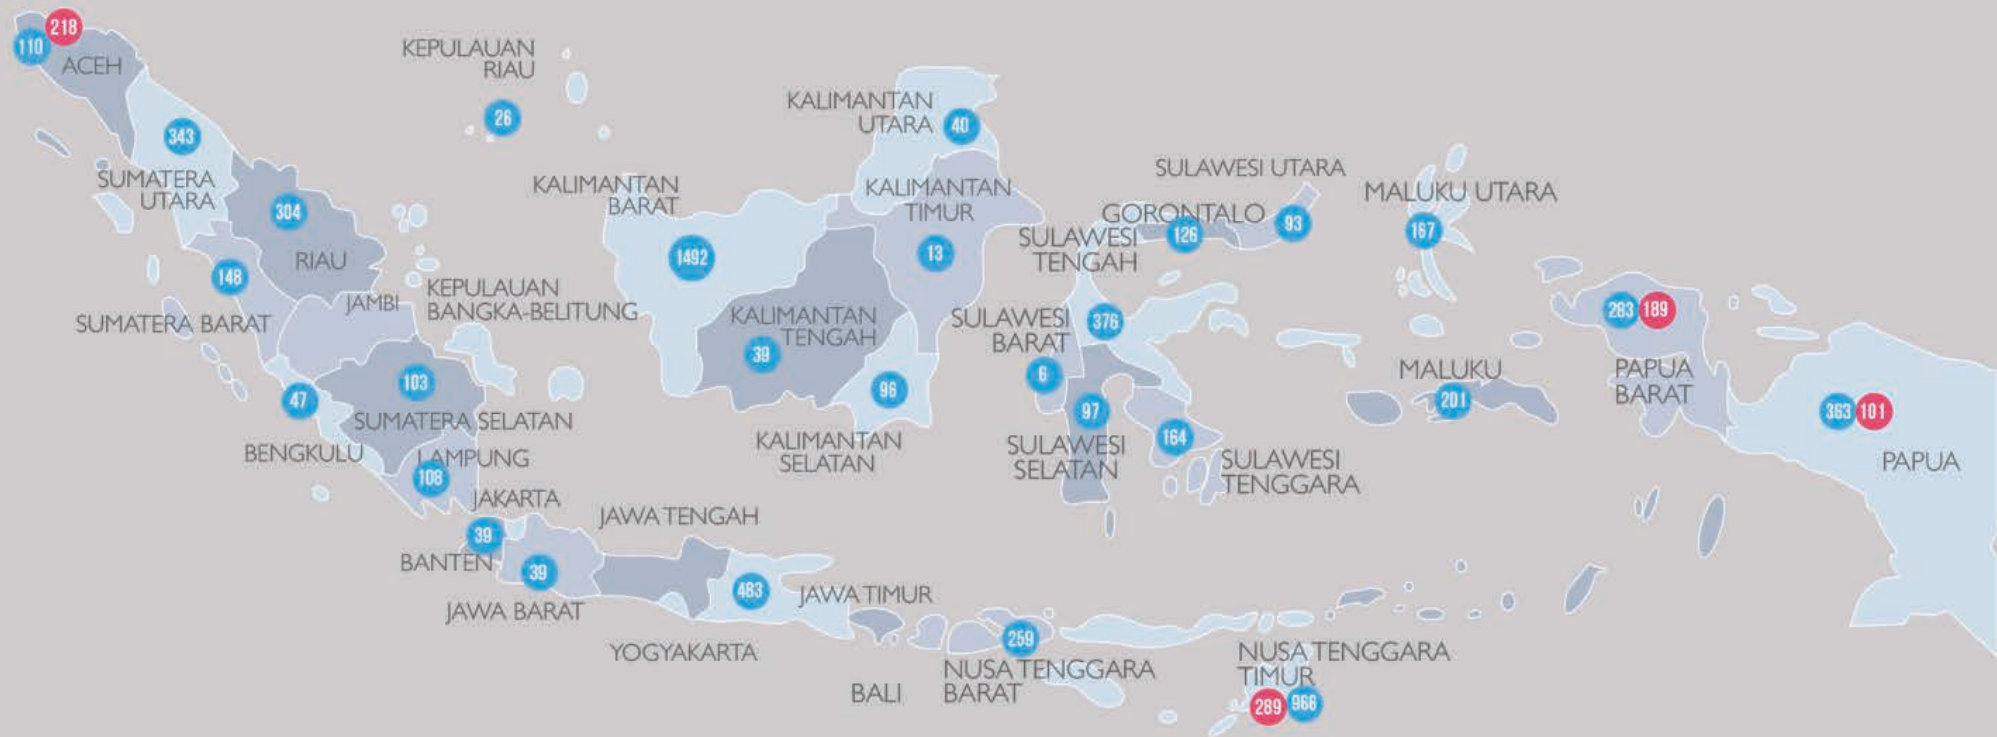 218
110
ACEH
KEPULAUAN
RIAU
26
343
SUMATERA
UTARA
304
RIAU
148
SUMATERA BARAT
JAMBI
KEPULAUAN
BANGKA-BELITUNG
47
BENGKULU
103
SUMATERA SELATAN
LAMPUNG
108
JAKARTA
39
BANTEN
39
JAWA BARAT
JAWA TENGAH
483
JAWA TIMUR
YOGYAKARTA
BALI
259
NUSA TENGGARA
BARAT
NUSA TENGGARA
TIMUR
289
966
KALIMANTAN
UTARA
40
KALIMANTAN
BARAT
1492
KALIMANTAN
TIMUR
13
KALIMANTAN
TENGAH
39
96
KALIMANTAN
SELATAN
SULAWESI UTARA
93
GORONTALO
126
SULAWESI
TENGAH
376
SULAWESI
BARAT
6
97
SULAWESI
SELATAN
164
SULAWESI
TENGGARA
MALUKU UTARA
167
MALUKU
201
283
189
PAPUA
BARAT
363
101
PAPUA